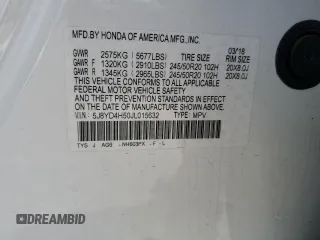 MFD.BY HONDA OF AMERICA MFG.,INC.
GVWR 2575KG (5677LBS) 03/'18
GAWR F 1320KG (2910LBS) TIRE SIZE RIM SIZE
GAWR R 1345KG (2965LBS) 245/50R20 102H 20X8.0J
245/50R20 102H 20X8.0J
THIS VEHICLE CONFORMS TO ALL APPLICABLE
FEDERAL MOTOR VEHICLE SAFETY AND
THEFT PREVENTION STANDARDS IN EFFECT
ON THE DATE OF MANUFACTURE SHOWN ABOVE.
V.I.N: 5J8YD4H50JL015632 TYPE: MPV
TYS J A06 NH603PX F L
DREAMBID